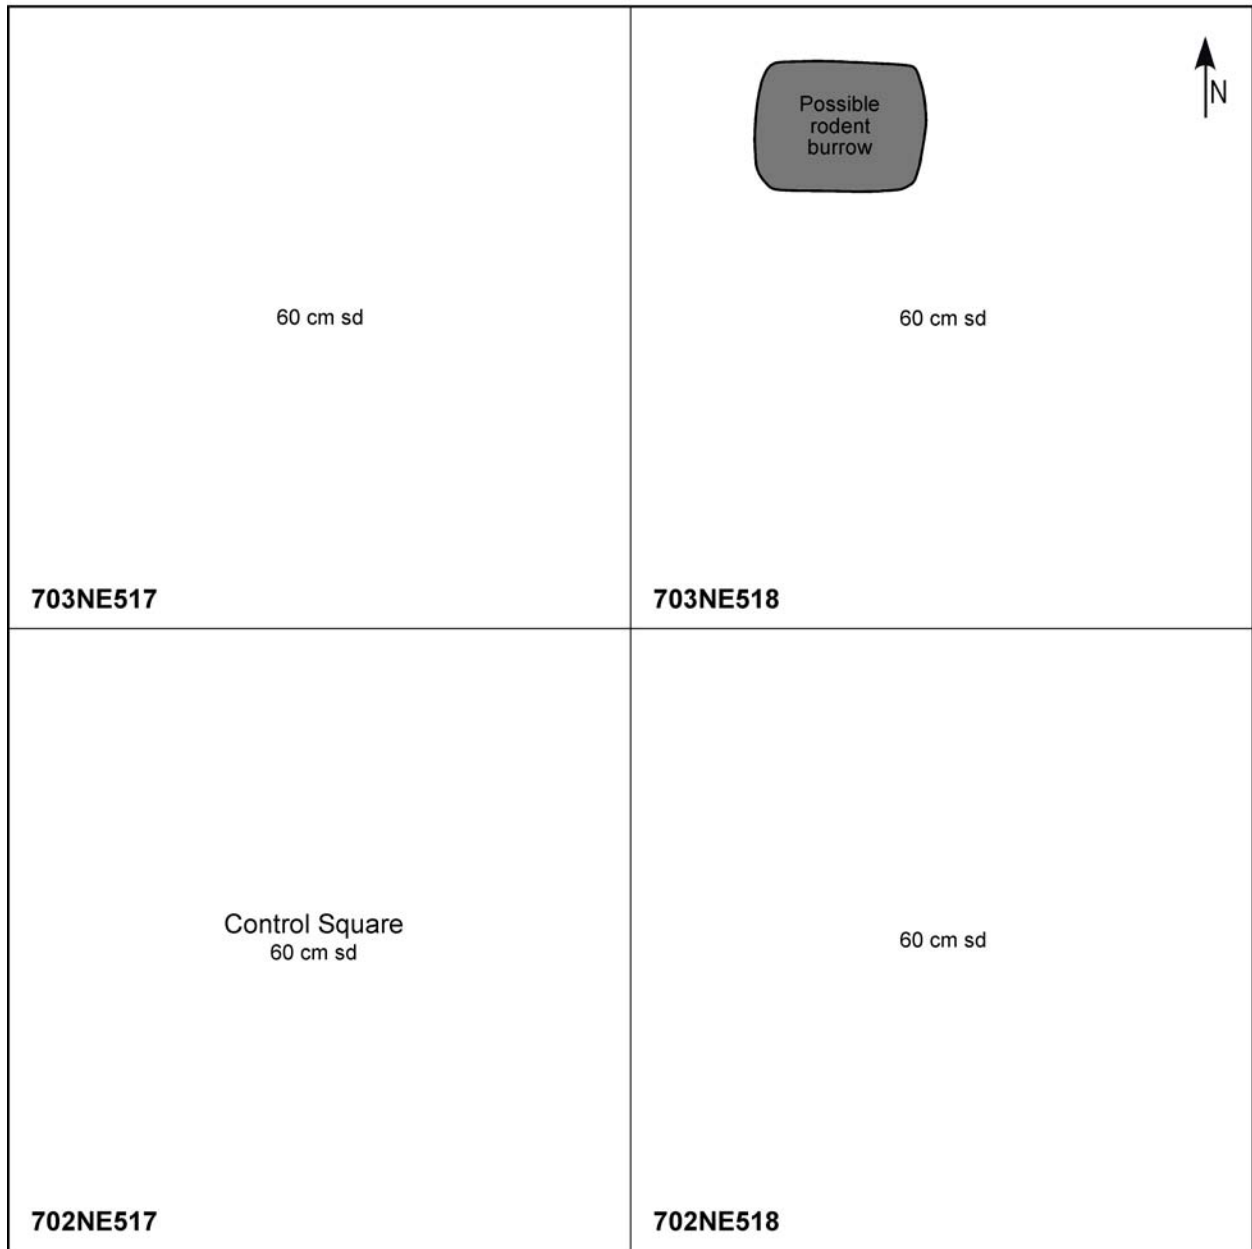 Possible
rodent
burrow
N
60 cm sd
60 cm sd
703NE517
703NE518
Control Square
60 cm sd
60 cm sd
702NE517
702NE518